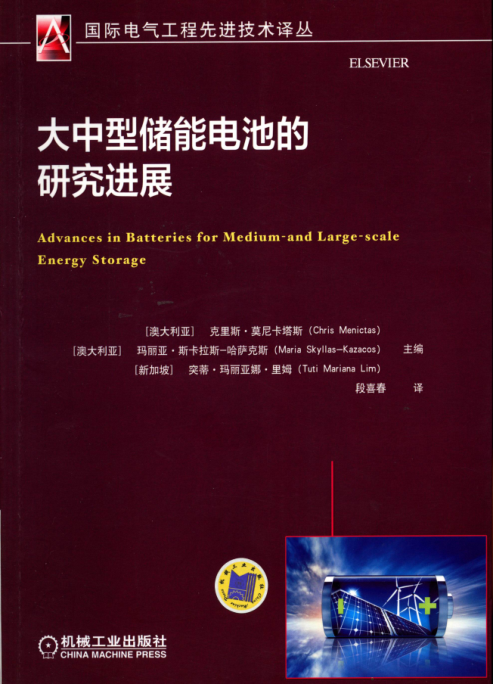 国际电气工程先进技术译丛
ELSEVIER
大中型储能电池的
研究进展
Advances in Batteries for Medium-and Large-scale
Energy Storage
［澳大利亚］ 克里斯·莫尼卡塔斯（Chris Menictas）
［澳大利亚］ 玛丽亚·斯卡拉斯-哈萨克斯（Maria Skyllas-Kazacos） 主编
［新加坡］ 突蒂·玛丽亚娜·里姆（Tuti Mariana Lim）
段喜春 译
机械工业出版社
CHINA MACHINE PRESS